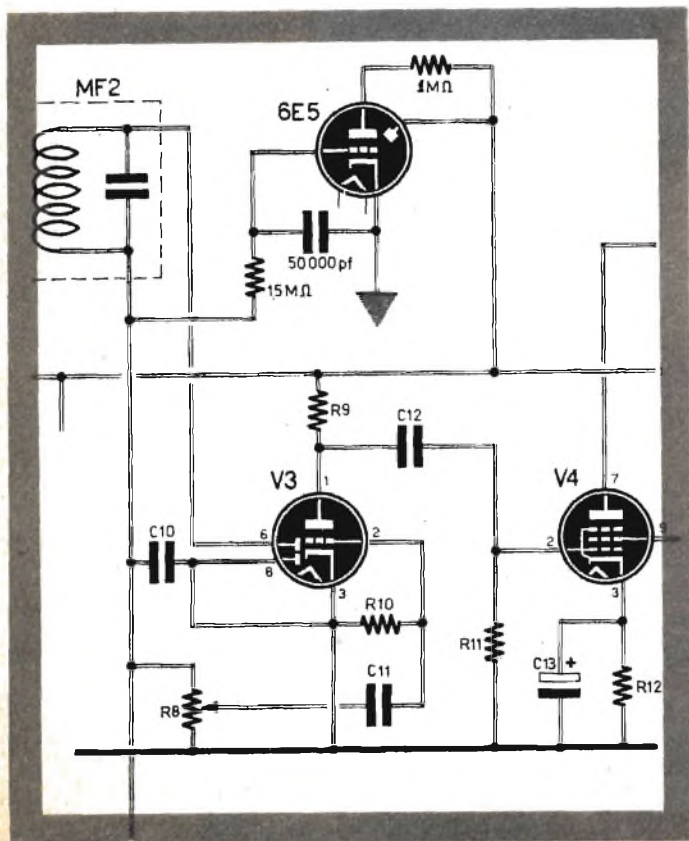 MF2
6E5
1MΩ
50000pf
15MΩ
R9
C12
V3
1
V4
7
C10
6
2
8
2
9
3
R10
3
C11
R11
C13
+
R12
R8